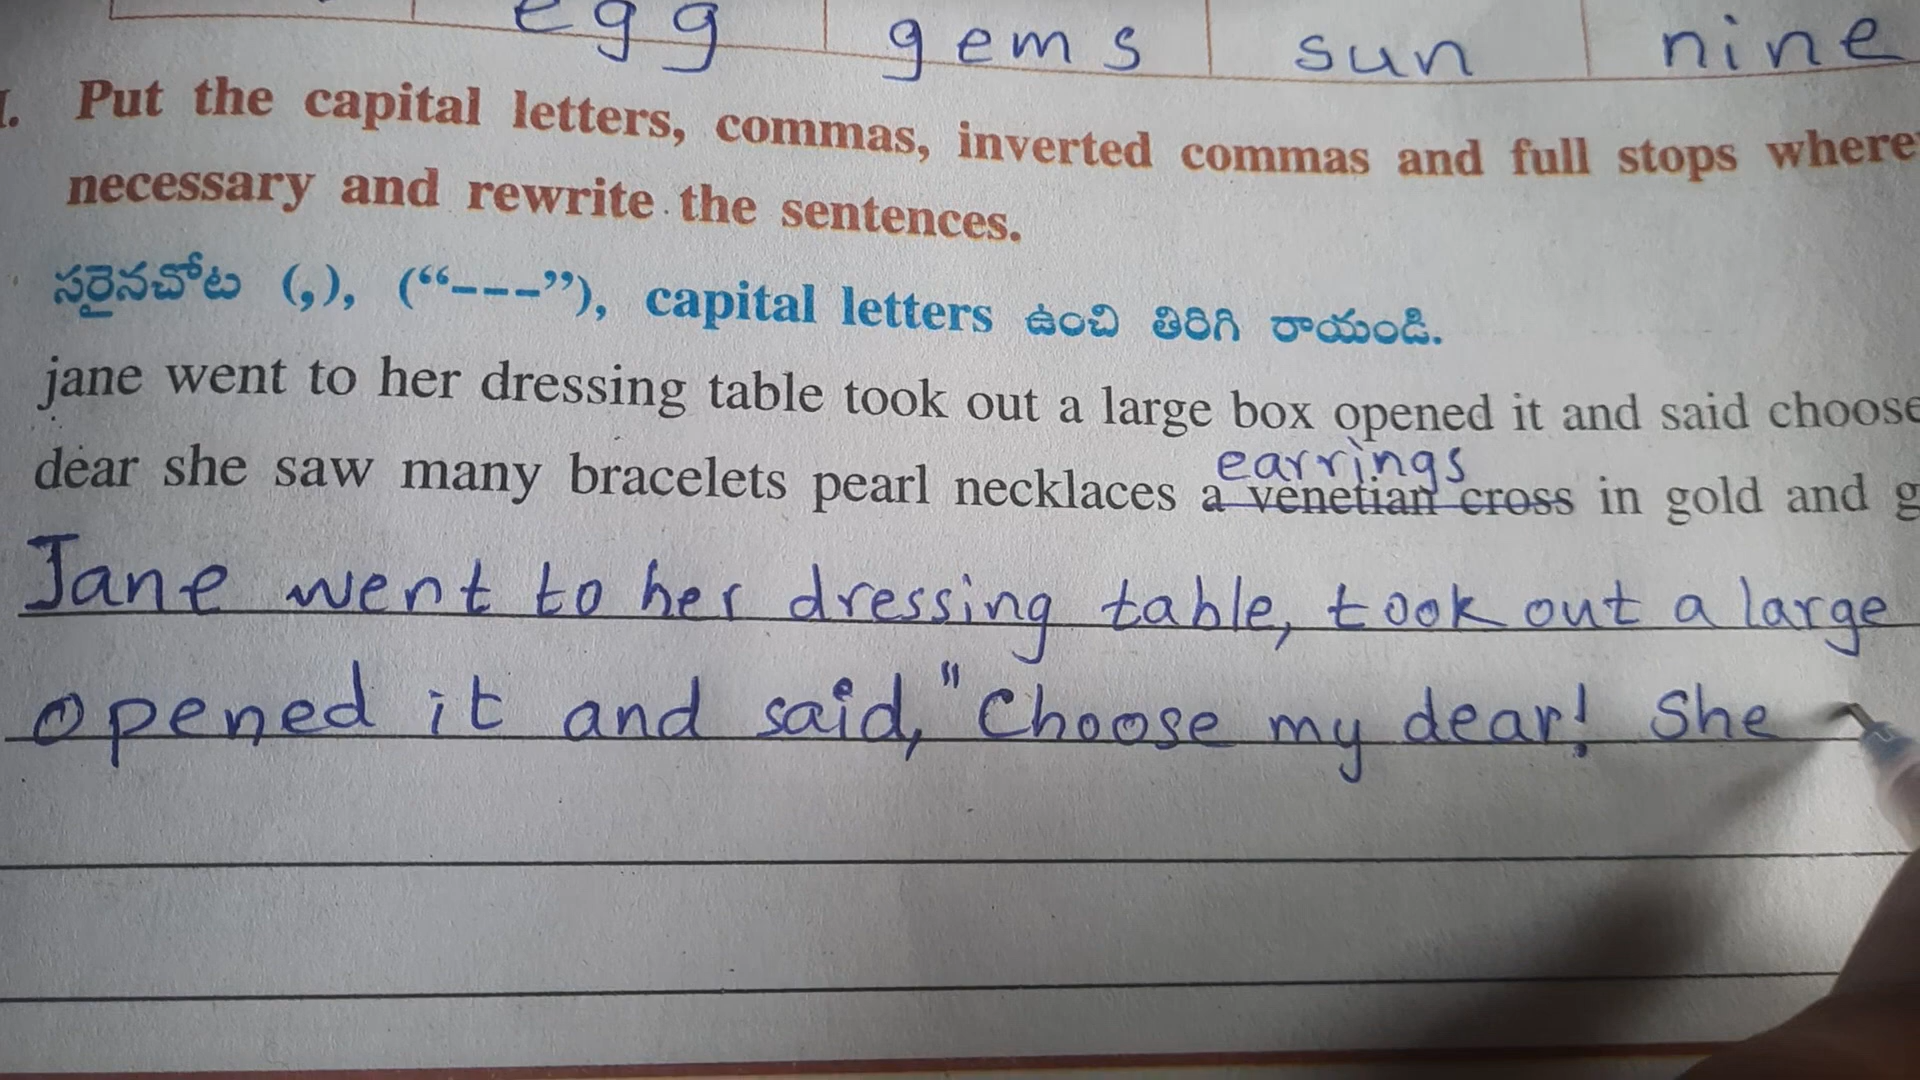 egg gems sun nine
I. Put the capital letters, commas, inverted commas and full stops where
necessary and rewrite the sentences.
సరైనచోట (,), (“---”), capital letters ఉంచి తిరిగి రాయండి.
jane went to her dressing table took out a large box opened it and said choose
earrings
dear she saw many bracelets pearl necklaces a venetian cross in gold and
Jane went to her dressing table, took out a large
opened it and said, "Choose my dear! She